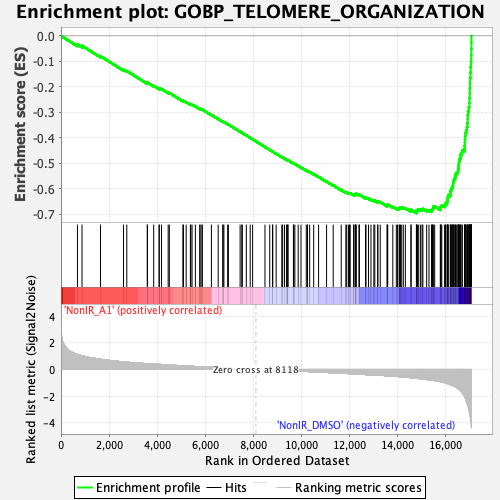 Enrichment plot: GOBP_TELOMERE_ORGANIZATION
Enrichment score (ES)
0.0
-0.1
-0.2
-0.3
-0.4
-0.5
-0.6
-0.7
'NonIR_A1' (positively correlated)
Ranked list metric (Signal2Noise)
4
2
0
-2
-4
Zero cross at 8118
'NonIR_DMSO' (negatively correlated)
0
2,000
4,000
6,000
8,000
10,000
12,000
14,000
16,000
Rank in Ordered Dataset
Enrichment profile
Hits
Ranking metric scores